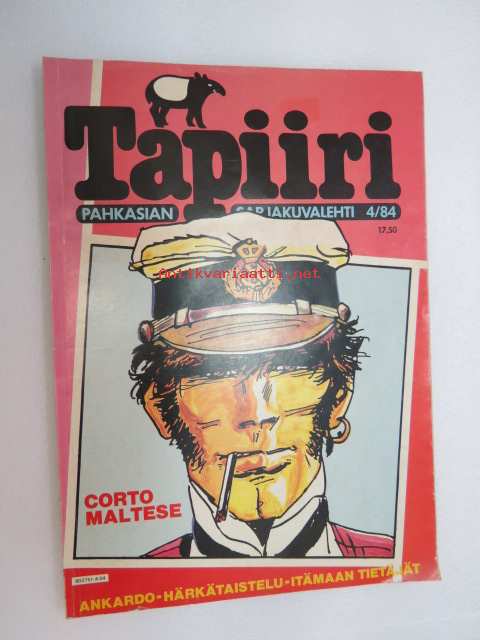 Tapiiri
PAHKASIAN SARJAKUVALEHTI 4/84
17,50
antikvariaatti.net
CORTO
MALTESE
ANKARDO-HÄRKÄTAISTELU-ITÄMAAN TIETÄJÄT